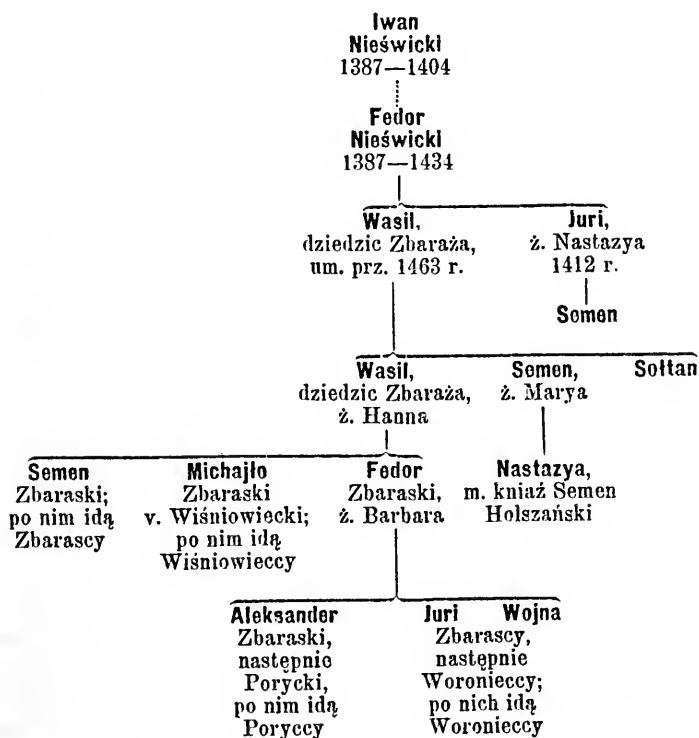 Iwan
Nieświcki
1387—1404
Fedor
Nieświcki
1387—1434
Wasil,
dziedzic Zbaraża,
um. prz. 1463 r.
Juri,
ż. Nastazya
1412 r.
Semen
Wasil,
dziedzic Zbaraża,
ż. Hanna
Semen,
ż. Marya
Sołtan
Semen
Zbaraski;
po nim idą
Zbarascy
Michajło
Zbaraski
v. Wiśniowiecki;
po nim idą
Wiśniowieccy
Fedor
Zbaraski,
ż. Barbara
Nastazya,
m. kniaź Semen
Holszański
Aleksander
Zbaraski,
następnie
Porycki,
po nim idą
Poryccy
Juri Wojna
Zbarascy,
następnie
Woronieccy;
po nich idą
Woronieccy